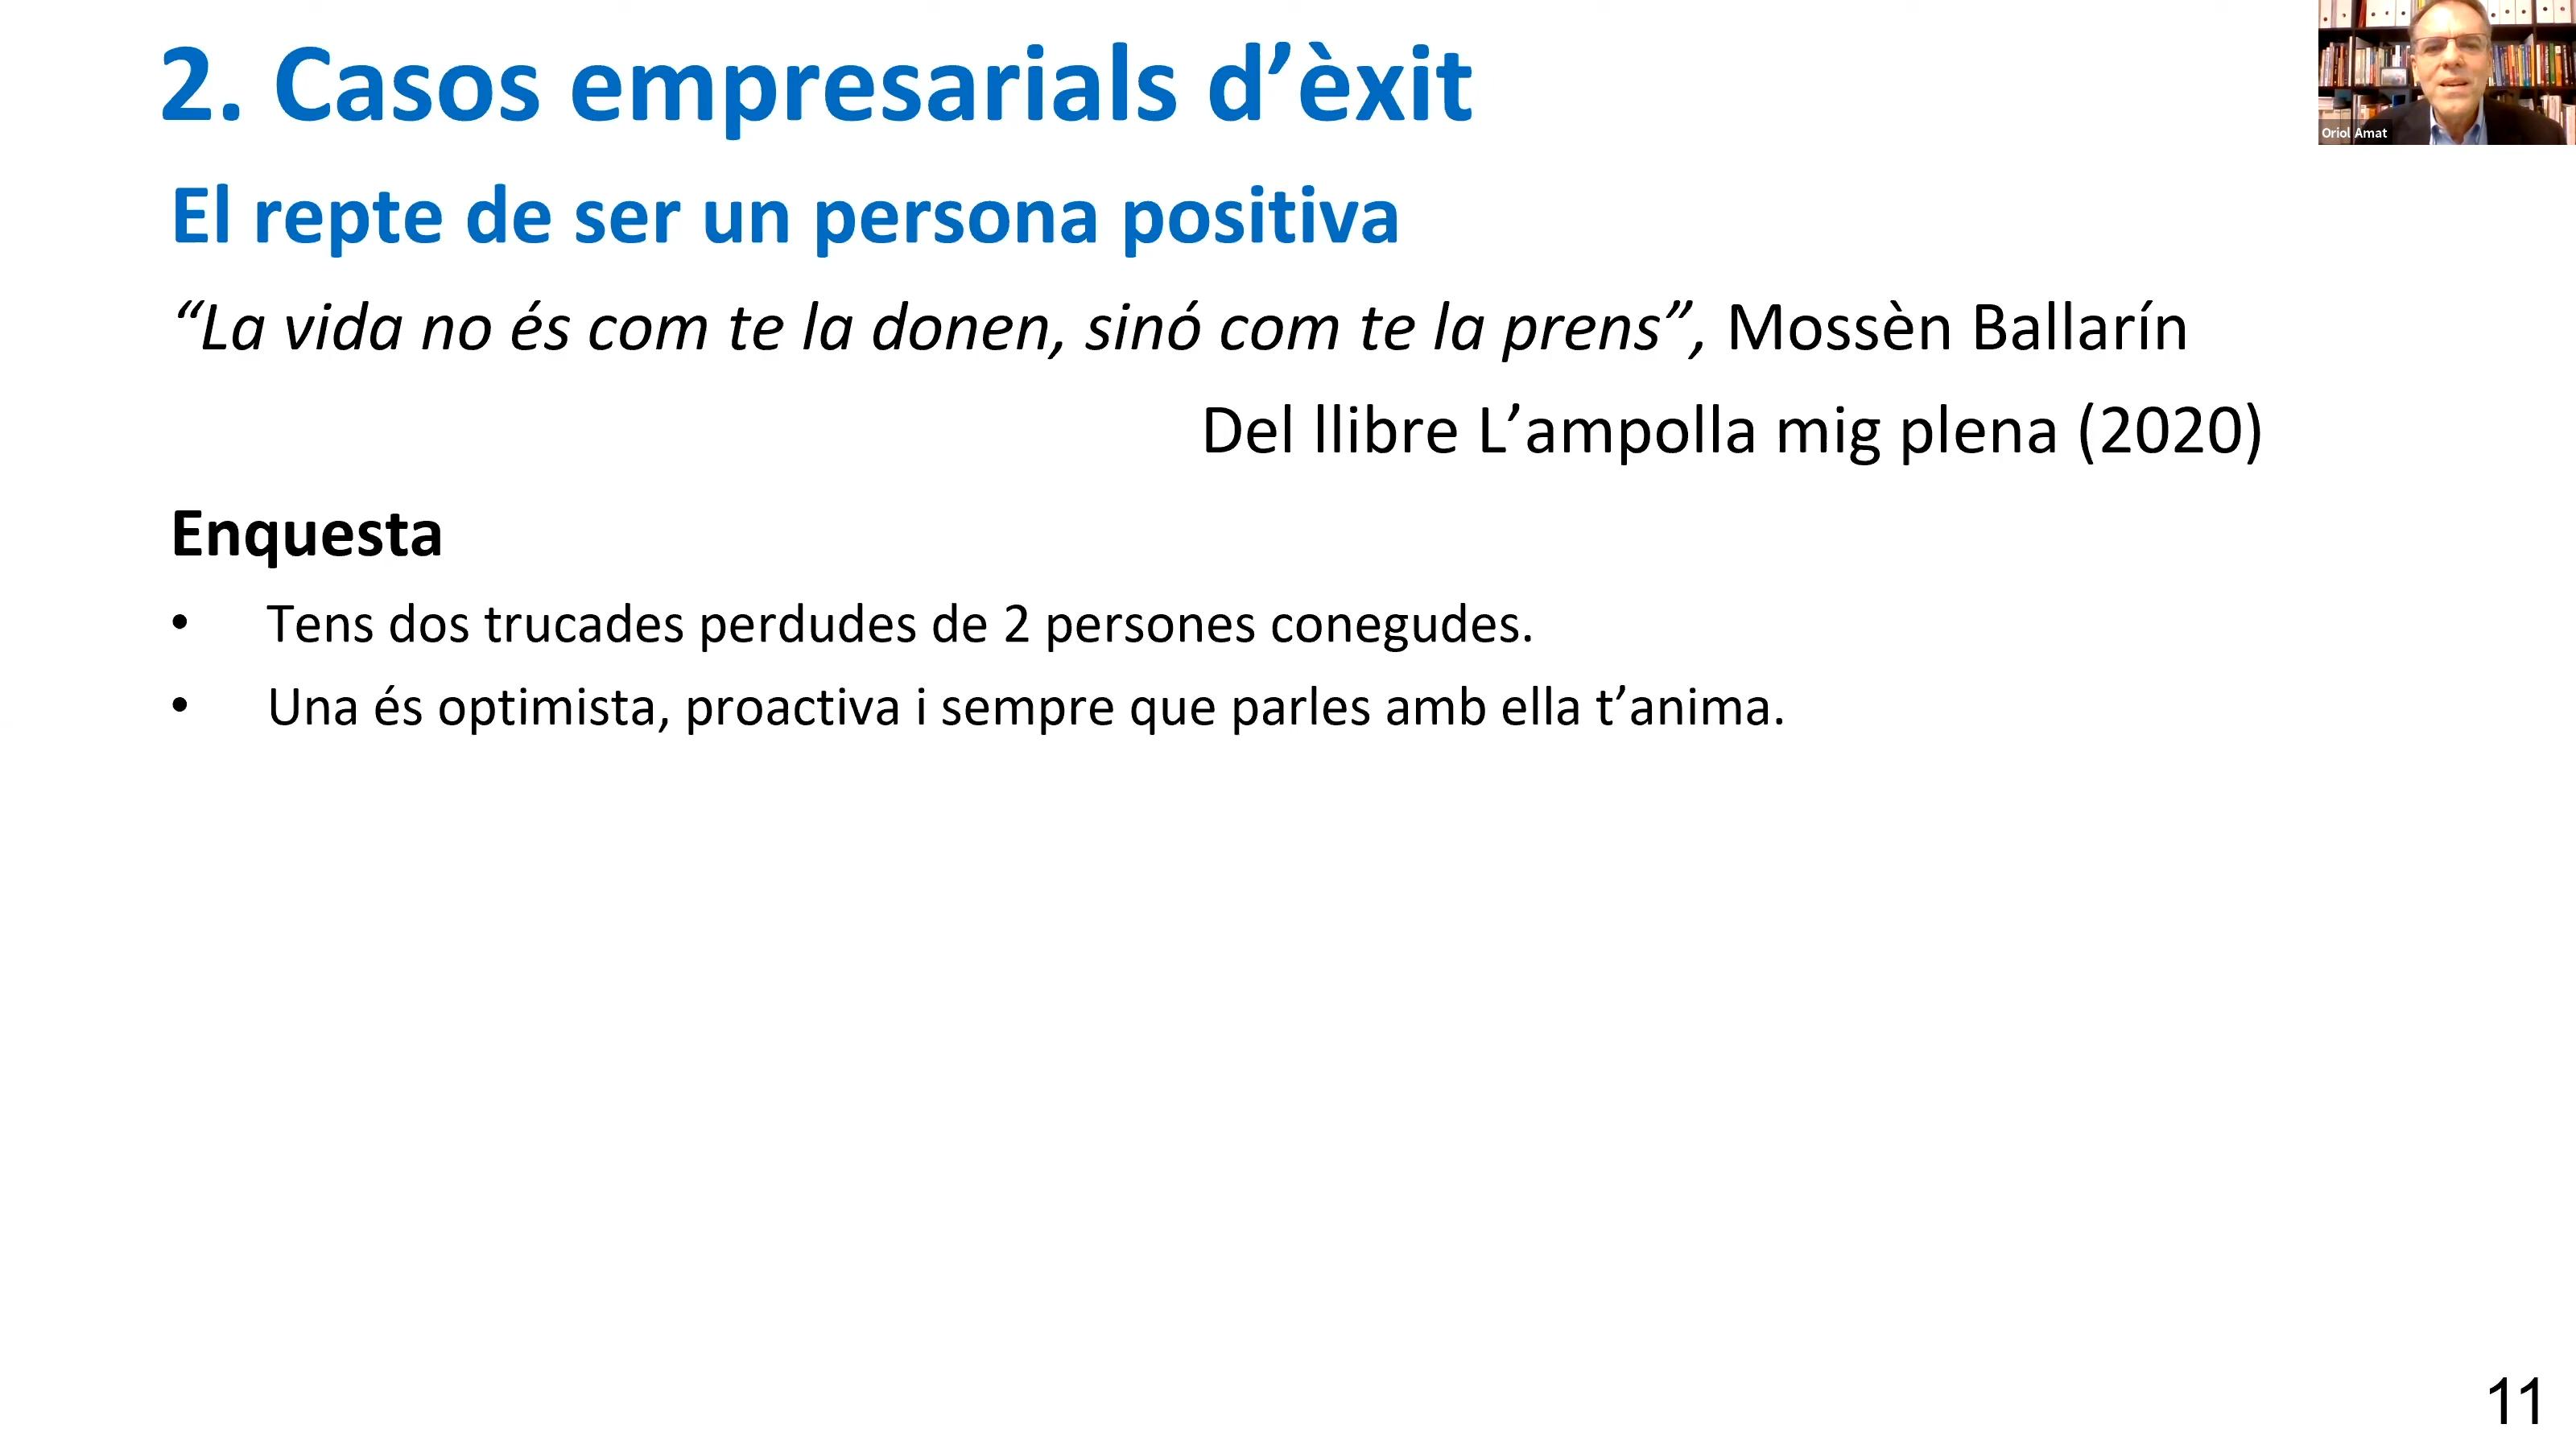 2. Casos empresarials d’èxit
Oriol Amat
El repte de ser un persona positiva
“La vida no és com te la donen, sinó com te la prens”, Mossèn Ballarín
Del llibre L’ampolla mig plena (2020)
Enquesta
• Tens dos trucades perdudes de 2 persones conegudes.
• Una és optimista, proactiva i sempre que parles amb ella t’anima.
11